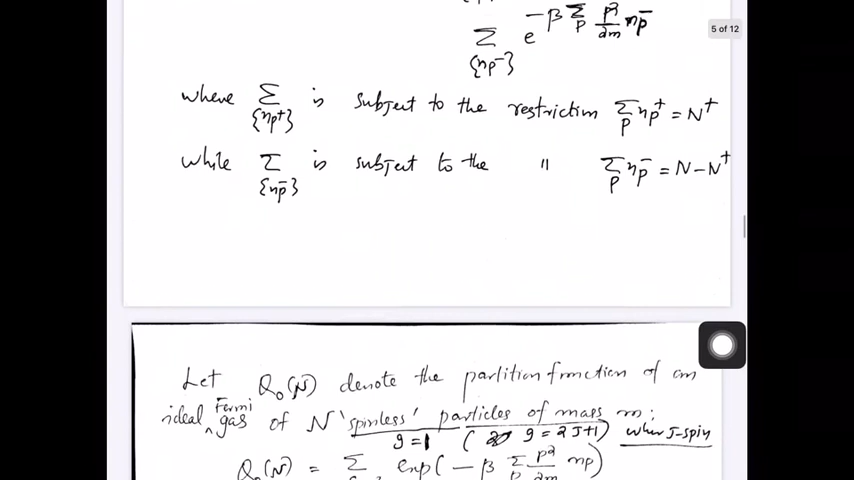 Σ e^{-β Σ_p p²/2m n_p^-}
{n_p^-}
5 of 12
where Σ_{n_p^+} is subject to the restriction Σ_p n_p^+ = N^+
while Σ_{n_p^-} is subject to the " Σ_p n_p^- = N - N^+
Let Q_0(N) denote the partition function of an
ideal Fermi gas of N 'spinless' particles of mass m:
g=1 ( g = 2J+1) where J-spin
Q_0(N) = Σ exp(-β Σ_p p²/2m n_p)